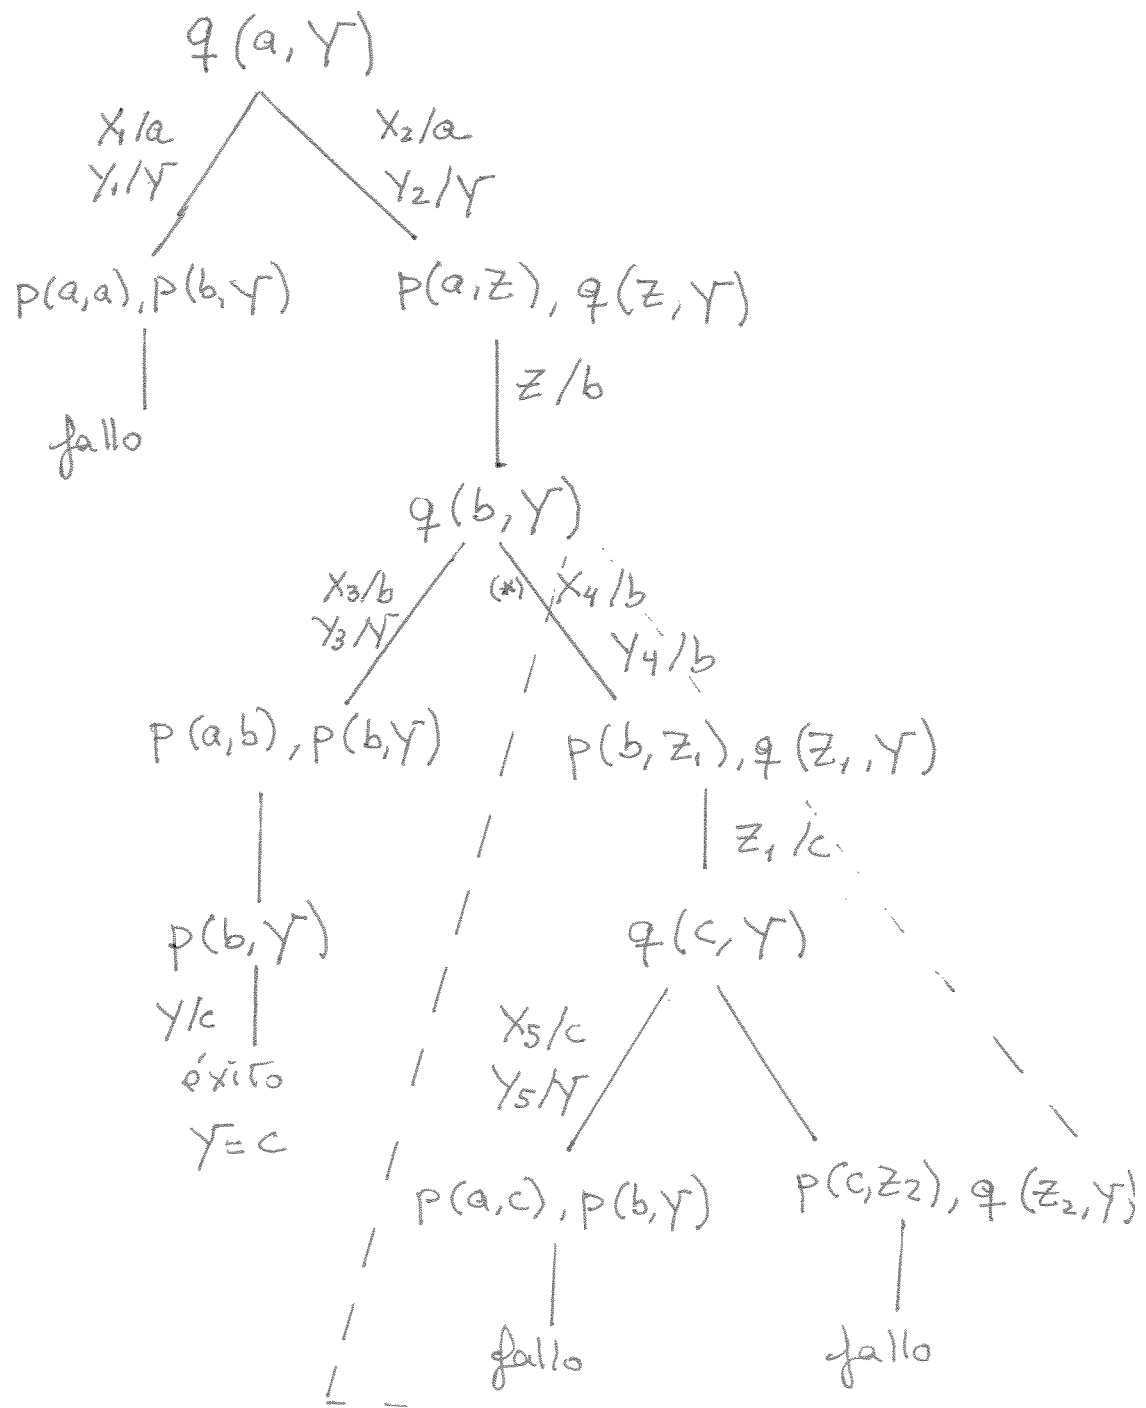 q(a, Y)
X1/a X2/a
Y1/Y Y2/Y
p(a,a), p(b,Y) p(a,Z), q(Z,Y)
Z/b
fallo
q(b,Y)
X3/b (*) X4/b
Y3/Y Y4/b
p(a,b), p(b,Y) p(b,Z1), q(Z1,Y)
Z1/c
p(b,Y) q(c,Y)
Y/c X5/c
éxito Y5/Y
Y=c
p(a,c), p(b,Y) p(c,Z2), q(Z2,Y)
fallo fallo